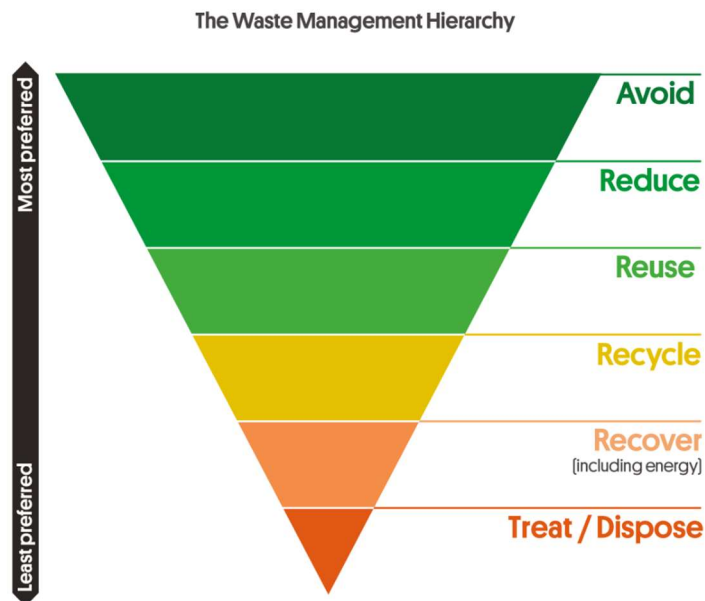 The Waste Management Hierarchy
Most preferred
Avoid
Reduce
Reuse
Recycle
Recover
(including energy)
Treat / Dispose
Least preferred